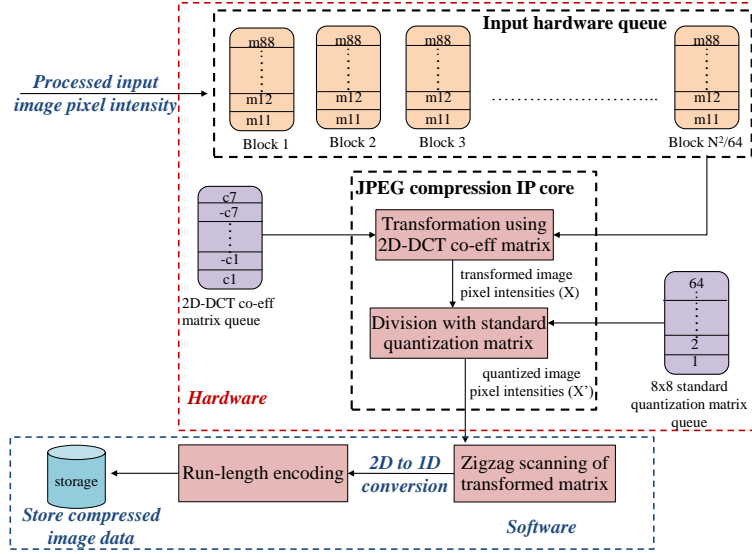 Input hardware queue
Processed input
image pixel intensity
m88
m12
m11
Block 1
m88
m12
m11
Block 2
m88
m12
m11
Block 3
m88
m12
m11
Block N²/64
JPEG compression IP core
c7
-c7
-c1
c1
2D-DCT co-eff
matrix queue
Transformation using
2D-DCT co-eff matrix
transformed image
pixel intensities (X)
Division with standard
quantization matrix
64
2
1
8x8 standard
quantization matrix
queue
quantized image
pixel intensities (X')
Hardware
storage
Store compressed
image data
Run-length encoding
2D to 1D
conversion
Zigzag scanning of
transformed matrix
Software